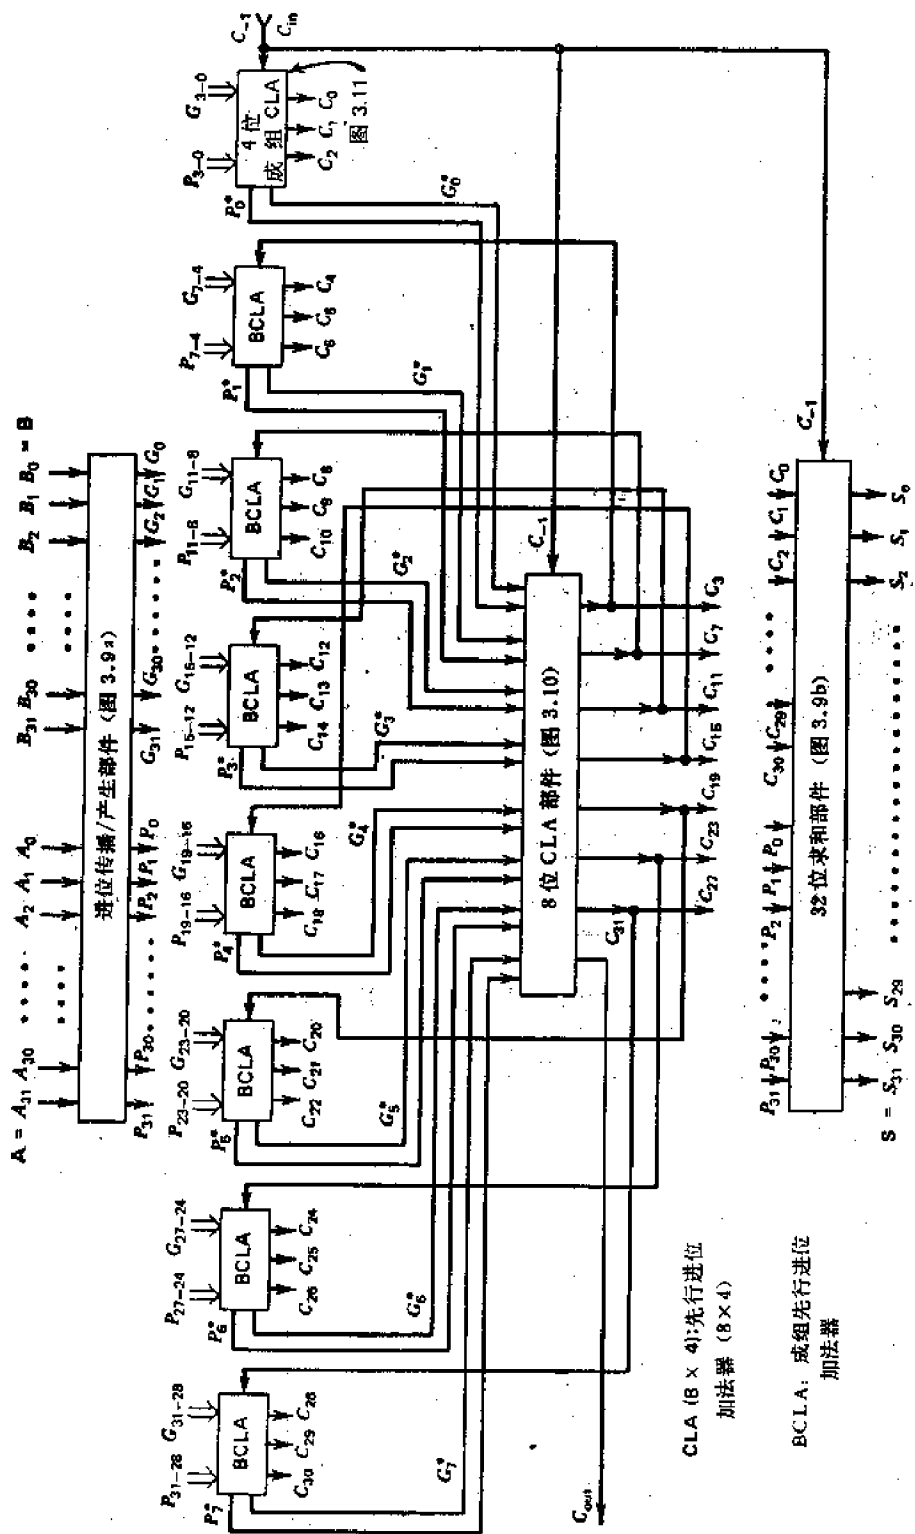 A = A₃₁ A₃₀ ····· A₂ A₁ A₀ B₃₁ B₃₀ ···· B₂ B₁ B₀ = B
进位传播/产生部件 (图 3.9a)
P₃₁ P₃₀ ······ P₂ P₁ P₀ G₃₁ G₃₀ ······ G₂ G₁ G₀
P₃₁₋₂₈ G₃₁₋₂₈ P₂₇₋₂₄ G₂₇₋₂₄ P₂₃₋₂₀ G₂₃₋₂₀ P₁₉₋₁₆ G₁₉₋₁₆ P₁₅₋₁₂ G₁₅₋₁₂ P₁₁₋₈ G₁₁₋₈ P₇₋₄ G₇₋₄ P₃₋₀ G₃₋₀ C₋₁
BCLA BCLA BCLA BCLA BCLA BCLA BCLA 4 位 Cᵢₙ
成 组 CLA
P₇* C₃₀ C₂₉ C₂₈ P₆* C₂₆ C₂₅ C₂₄ P₅* C₂₂ C₂₁ C₂₀ P₄* C₁₈ C₁₇ C₁₆ P₃* C₁₄ C₁₃ C₁₂ P₂* C₁₀ C₉ C₈ P₁* C₆ C₅ C₄ P₀* C₂ C₁ C₀
图 3.11
G₇* G₆* G₅* G₄* G₃* G₂* G₁* G₀*
C₋₁
8 位 CLA 部件 (图 3.10)
Cₒᵤₜ C₃₁
C₂₇ C₂₃ C₁₉ C₁₅ C₁₁ C₇ C₃
CLA (8 × 4):先行进位
加法器 (8×4)
P₃₁ P₃₀ ···· P₂ P₁ P₀ C₃₀ C₂₉ ···· C₂ C₁ C₀ C₋₁
BCLA: 成组先行进位
加法器
32位求和部件 (图 3.9b)
S = S₃₁ S₃₀ S₂₉ ·················· S₂ S₁ S₀